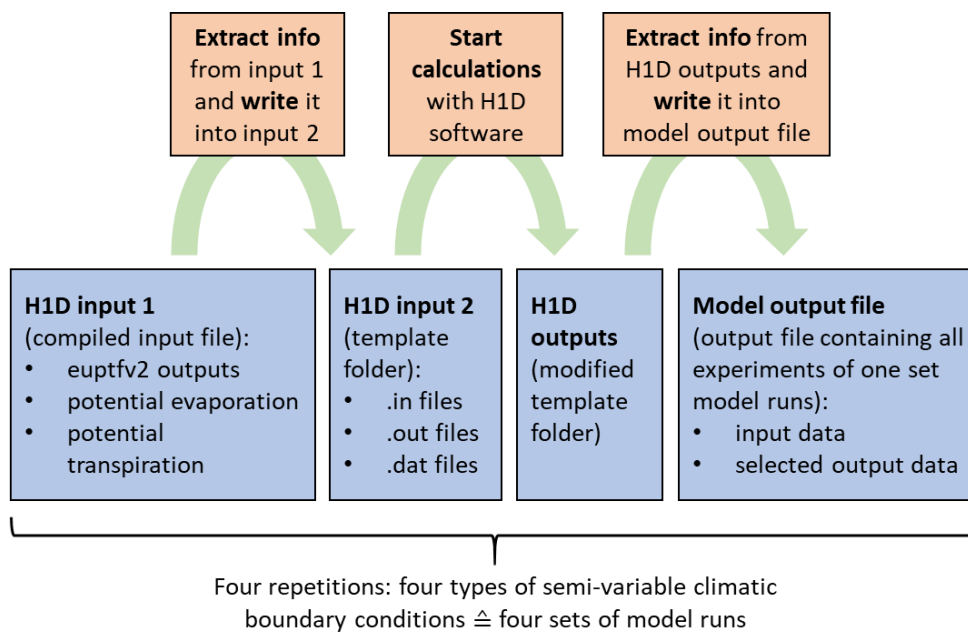 Extract info
from input 1
and write it
into input 2
Start
calculations
with H1D
software
Extract info from
H1D outputs and
write it into
model output file
H1D input 1
(compiled input file):
• euptfv2 outputs
• potential evaporation
• potential
transpiration
H1D input 2
(template
folder):
• .in files
• .out files
• .dat files
H1D
outputs
(modified
template
folder)
Model output file
(output file containing all
experiments of one set
model runs):
• input data
• selected output data
Four repetitions: four types of semi-variable climatic
boundary conditions ≙ four sets of model runs